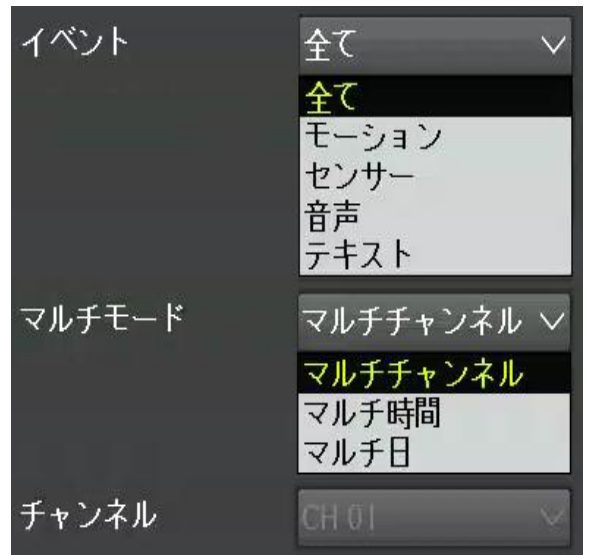 イベント 全て
全て
モーション
センサー
音声
テキスト
マルチモード マルチチャンネル
マルチチャンネル
マルチ時間
マルチ日
チャンネル CH 01